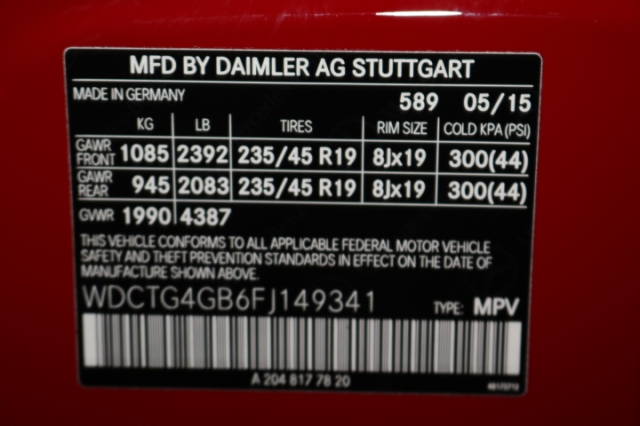 MFD BY DAIMLER AG STUTTGART
MADE IN GERMANY 589 05/15
KG LB TIRES RIM SIZE COLD KPA (PSI)
GAWR FRONT 1085 2392 235/45 R19 8Jx19 300(44)
GAWR REAR 945 2083 235/45 R19 8Jx19 300(44)
GVWR 1990 4387
THIS VEHICLE CONFORMS TO ALL APPLICABLE FEDERAL MOTOR VEHICLE
SAFETY AND THEFT PREVENTION STANDARDS IN EFFECT ON THE DATE OF
MANUFACTURE SHOWN ABOVE.
WDCTG4GB6FJ149341 TYPE: MPV
A 204 817 78 20